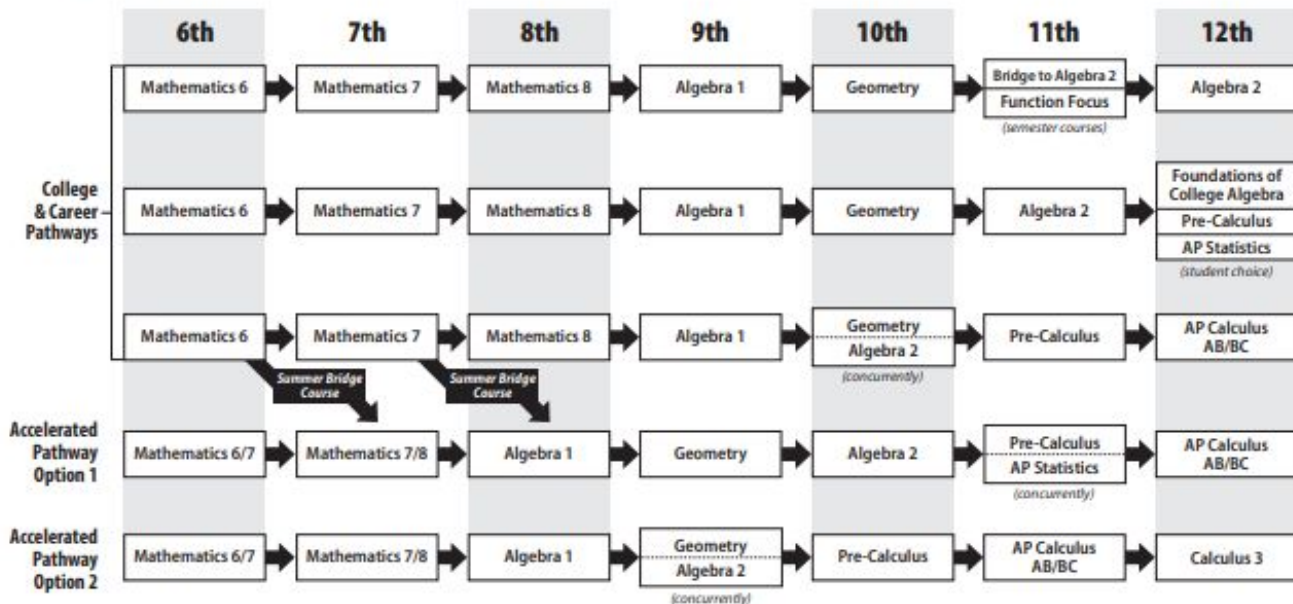 6th 7th 8th 9th 10th 11th 12th
Mathematics 6 Mathematics 7 Mathematics 8 Algebra 1 Geometry Bridge to Algebra 2 Algebra 2
Function Focus
(semester courses)
College
& Career
Pathways
Mathematics 6 Mathematics 7 Mathematics 8 Algebra 1 Geometry Algebra 2 Foundations of
College Algebra
Pre-Calculus
AP Statistics
(student choice)
Mathematics 6 Mathematics 7 Mathematics 8 Algebra 1 Geometry Pre-Calculus AP Calculus
Algebra 2 AB/BC
(concurrently)
Summer Bridge
Course
Summer Bridge
Course
Accelerated
Pathway
Option 1
Mathematics 6/7 Mathematics 7/8 Algebra 1 Geometry Algebra 2 Pre-Calculus AP Calculus
AP Statistics AB/BC
(concurrently)
Accelerated
Pathway
Option 2
Mathematics 6/7 Mathematics 7/8 Algebra 1 Geometry Pre-Calculus AP Calculus Calculus 3
Algebra 2 AB/BC
(concurrently)